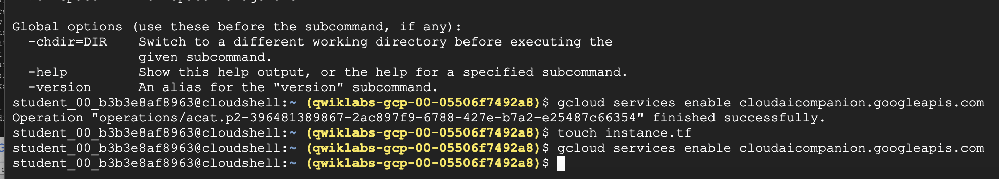 Global options (use these before the subcommand, if any):
-chdir=DIR    Switch to a different working directory before executing the
given subcommand.
-help         Show this help output, or the help for a specified subcommand.
-version      An alias for the "version" subcommand.
student_00_b3b3e8af8963@cloudshell:~ (qwiklabs-gcp-00-05506f7492a8)$ gcloud services enable cloudaicompanion.googleapis.com
Operation "operations/acat.p2-396481389867-2ac897f9-6788-427e-b7a2-e25487c66354" finished successfully.
student_00_b3b3e8af8963@cloudshell:~ (qwiklabs-gcp-00-05506f7492a8)$ touch instance.tf
student_00_b3b3e8af8963@cloudshell:~ (qwiklabs-gcp-00-05506f7492a8)$ gcloud services enable cloudaicompanion.googleapis.com
student_00_b3b3e8af8963@cloudshell:~ (qwiklabs-gcp-00-05506f7492a8)$